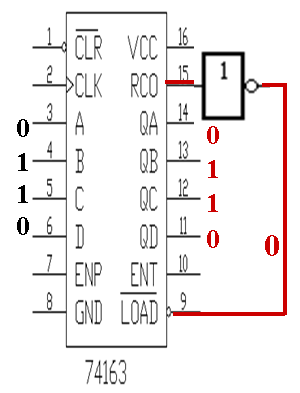 1 CLR VCC 16
2 CLK RCO 15 1
0 3 A QA 14 0
1 4 B QB 13 1
1 5 C QC 12 1
0 6 D QD 11 0 0
7 ENP ENT 10
8 GND LOAD 9
74163